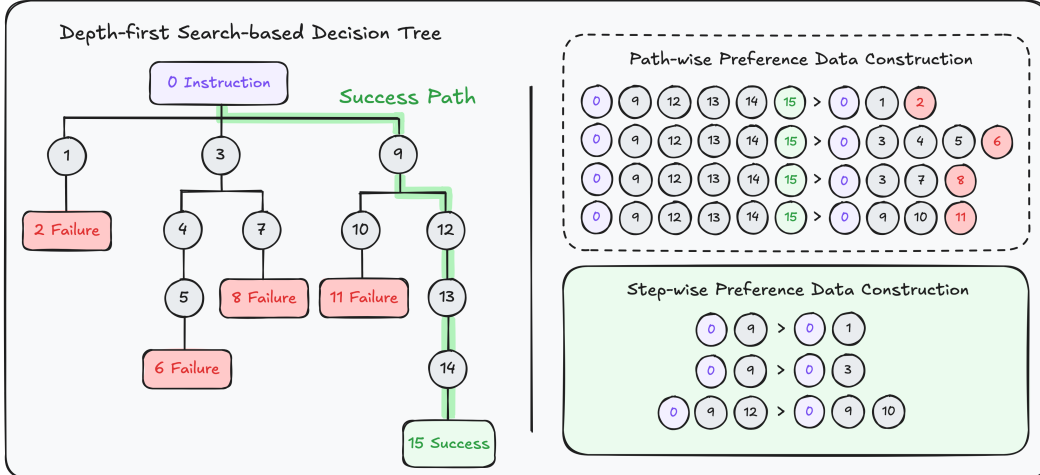 Depth-first Search-based Decision Tree
0 Instruction
Success Path
1
3
9
2 Failure
4
7
10
12
5
8 Failure
11 Failure
13
6 Failure
14
15 Success
Path-wise Preference Data Construction
0 9 12 13 14 15 > 0 1 2
0 9 12 13 14 15 > 0 3 4 5 6
0 9 12 13 14 15 > 0 3 7 8
0 9 12 13 14 15 > 0 9 10 11
Step-wise Preference Data Construction
0 9 > 0 1
0 9 > 0 3
0 9 12 > 0 9 10